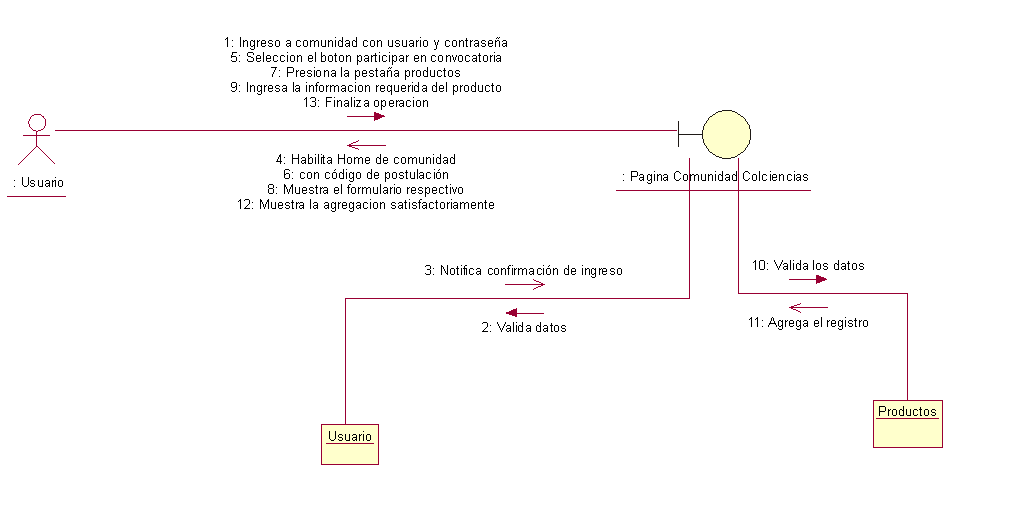 1: Ingreso a comunidad con usuario y contraseña
5: Seleccion el boton participar en convocatoria
7: Presiona la pestaña productos
9: Ingresa la informacion requerida del producto
13: Finaliza operacion
4: Habilita Home de comunidad
6: con código de postulación
8: Muestra el formulario respectivo
12: Muestra la agregacion satisfactoriamente
: Usuario
: Pagina Comunidad Colciencias
3: Notifica confirmación de ingreso
2: Valida datos
10: Valida los datos
11: Agrega el registro
Usuario
Productos